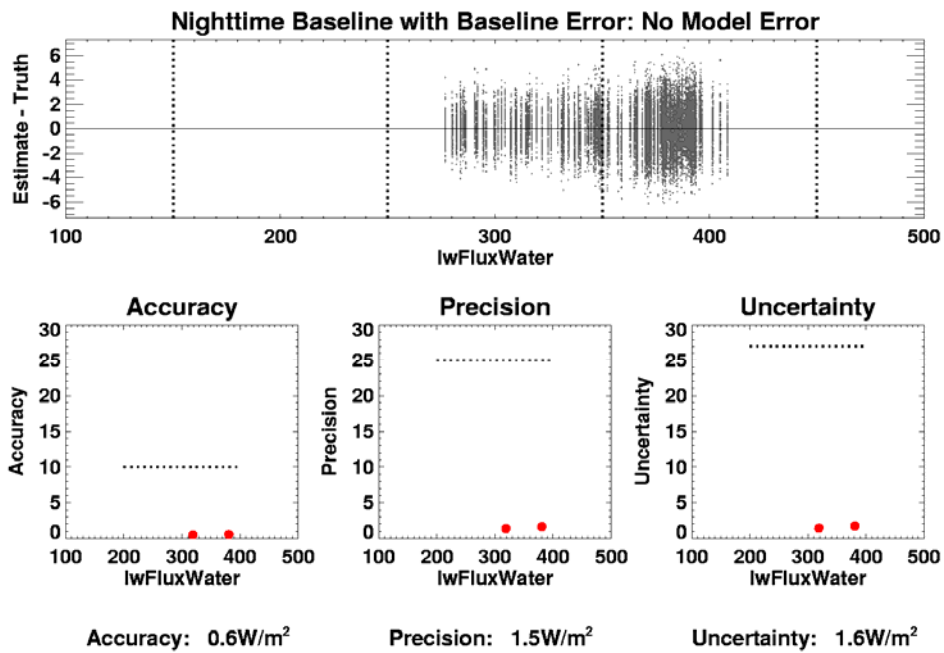 Nighttime Baseline with Baseline Error: No Model Error
Estimate - Truth
6
4
2
0
-2
-4
-6
100 200 300 400 500
lwFluxWater
Accuracy
Accuracy
30
25
20
15
10
5
0
100 200 300 400 500
lwFluxWater
Precision
Precision
30
25
20
15
10
5
0
100 200 300 400 500
lwFluxWater
Uncertainty
Uncertainty
30
25
20
15
10
5
0
100 200 300 400 500
lwFluxWater
Accuracy: 0.6W/m²
Precision: 1.5W/m²
Uncertainty: 1.6W/m²